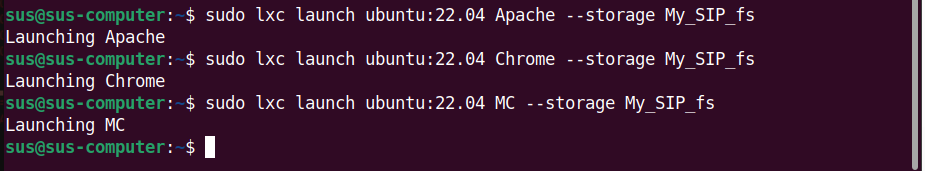 sus@sus-computer:~$ sudo lxc launch ubuntu:22.04 Apache --storage My_SIP_fs
Launching Apache
sus@sus-computer:~$ sudo lxc launch ubuntu:22.04 Chrome --storage My_SIP_fs
Launching Chrome
sus@sus-computer:~$ sudo lxc launch ubuntu:22.04 MC --storage My_SIP_fs
Launching MC
sus@sus-computer:~$